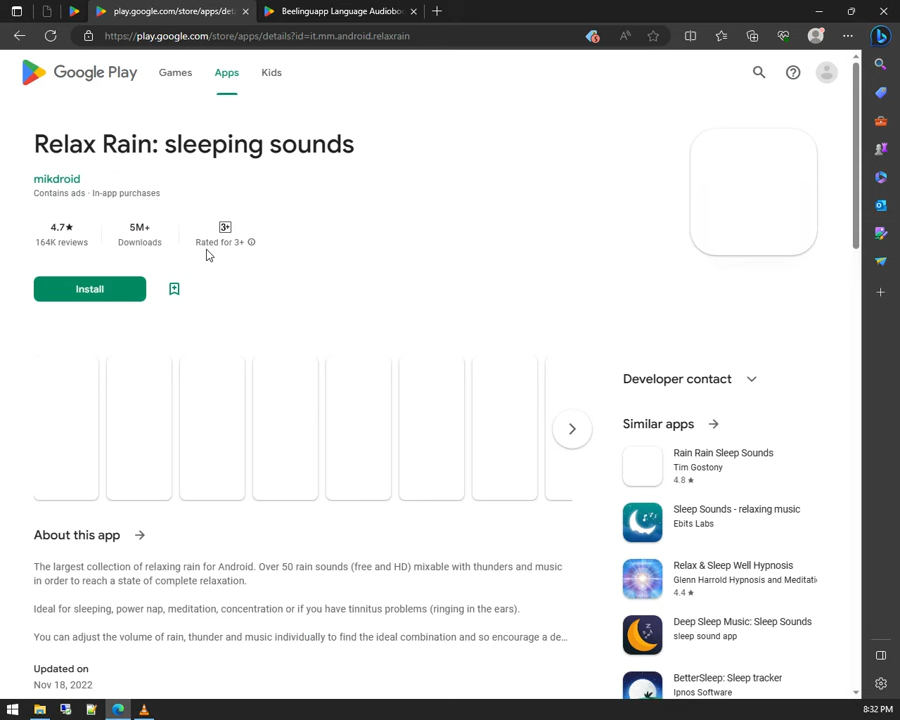 play.google.com/store/apps/deta
Beelinguapp Language Audiobo
https://play.google.com/store/apps/details?id=it.mm.android.relaxrain
Google Play
Games
Apps
Kids
Relax Rain: sleeping sounds
mikdroid
Contains ads · In-app purchases
4.7★
164K reviews
5M+
Downloads
3+
Rated for 3+
Install
Developer contact
Similar apps
Rain Rain Sleep Sounds
Tim Gostony
4.8 ★
Sleep Sounds - relaxing music
Ebits Labs
Relax & Sleep Well Hypnosis
Glenn Harrold Hypnosis and Meditati
4.4 ★
Deep Sleep Music: Sleep Sounds
sleep sound app
BetterSleep: Sleep tracker
Ipnos Software
About this app
The largest collection of relaxing rain for Android. Over 50 rain sounds (free and HD) mixable with thunders and music
in order to reach a state of complete relaxation.
Ideal for sleeping, power nap, meditation, concentration or if you have tinnitus problems (ringing in the ears).
You can adjust the volume of rain, thunder and music individually to find the ideal combination and so encourage a de…
Updated on
Nov 18, 2022
8:32 PM